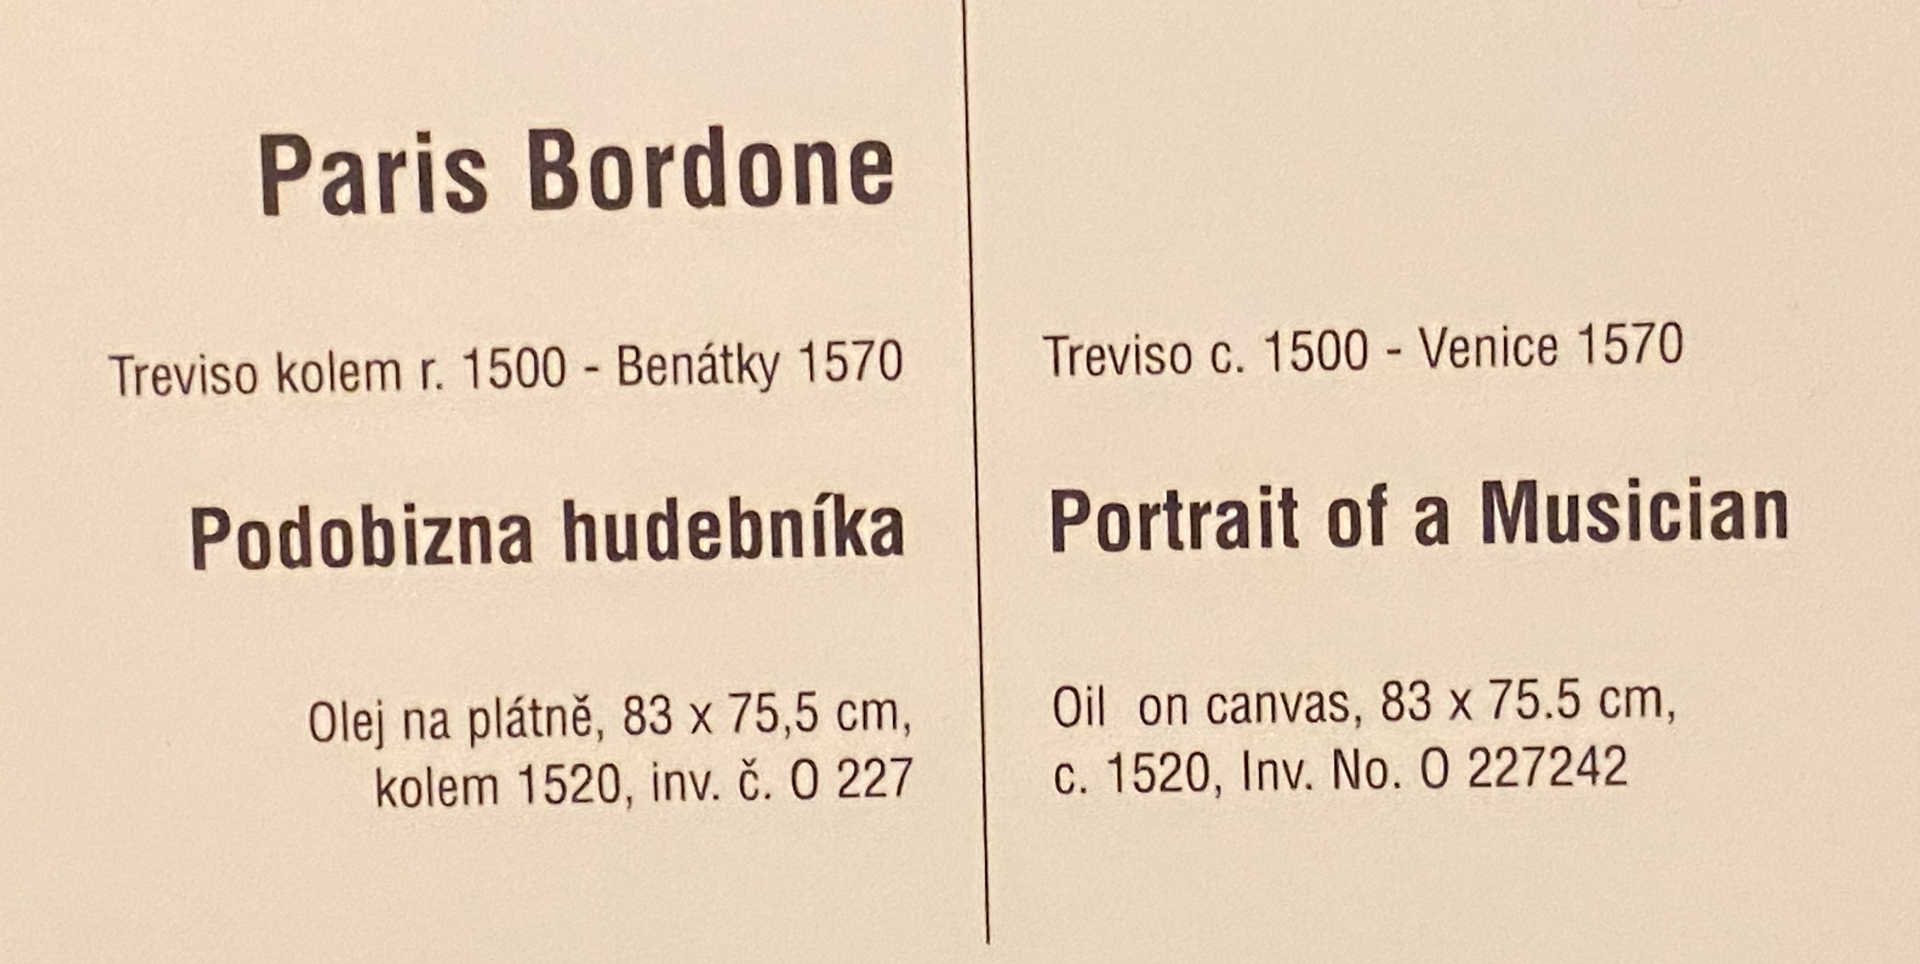 Paris Bordone
Treviso kolem r. 1500 - Benátky 1570
Podobizna hudebníka
Olej na plátně, 83 x 75,5 cm,
kolem 1520, inv. č. O 227
Treviso c. 1500 - Venice 1570
Portrait of a Musician
Oil  on canvas, 83 x 75.5 cm,
c. 1520, Inv. No. O 227242